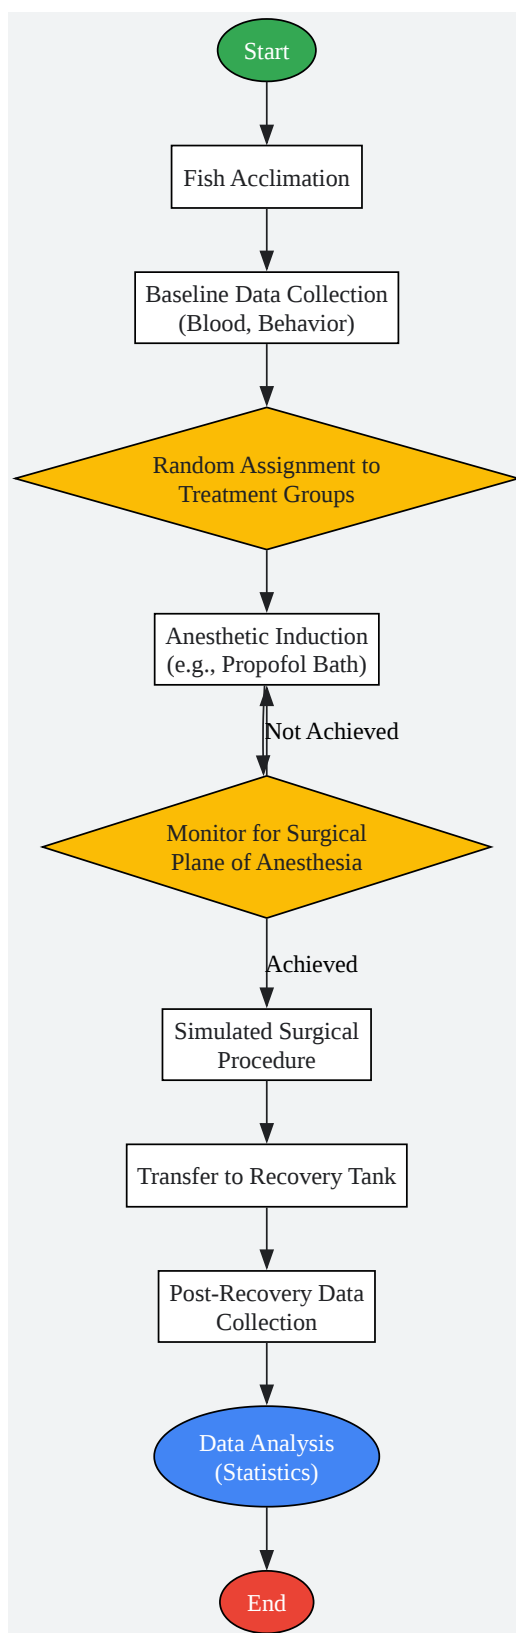 Start
Fish Acclimation
Baseline Data Collection
(Blood, Behavior)
Random Assignment to
Treatment Groups
Anesthetic Induction
(e.g., Propofol Bath)
Not Achieved
Monitor for Surgical
Plane of Anesthesia
Achieved
Simulated Surgical
Procedure
Transfer to Recovery Tank
Post-Recovery Data
Collection
Data Analysis
(Statistics)
End